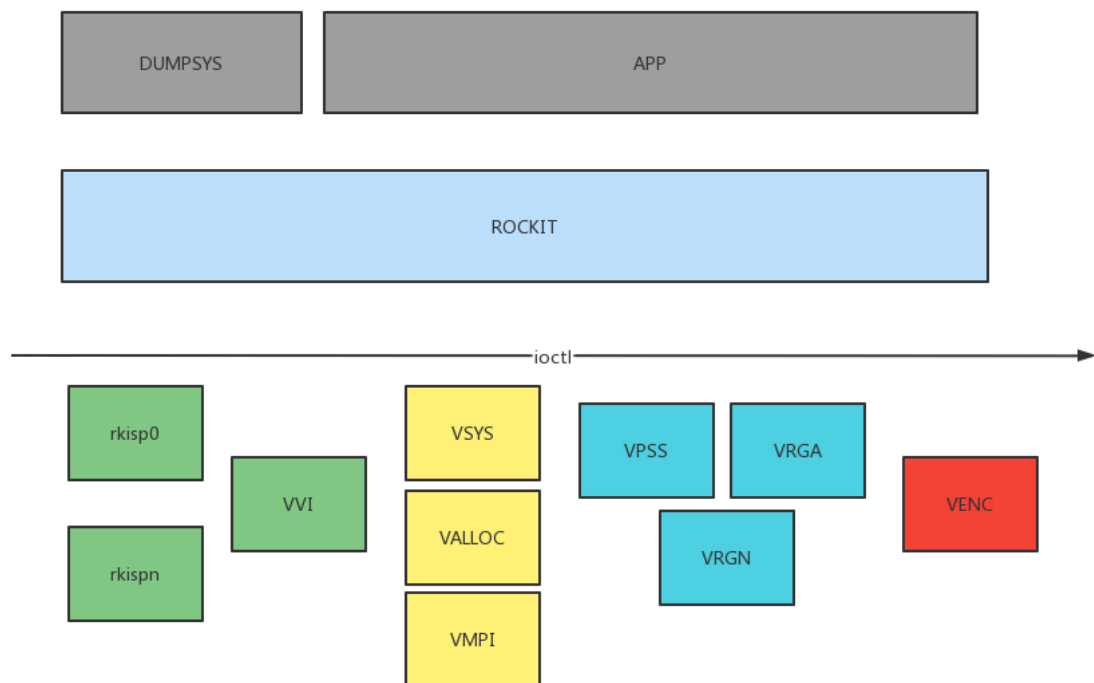 DUMPSYS
APP
ROCKIT
ioctl
rkisp0
rkispn
VVI
VSYS
VALLOC
VMPI
VPSS
VRGA
VRGN
VENC